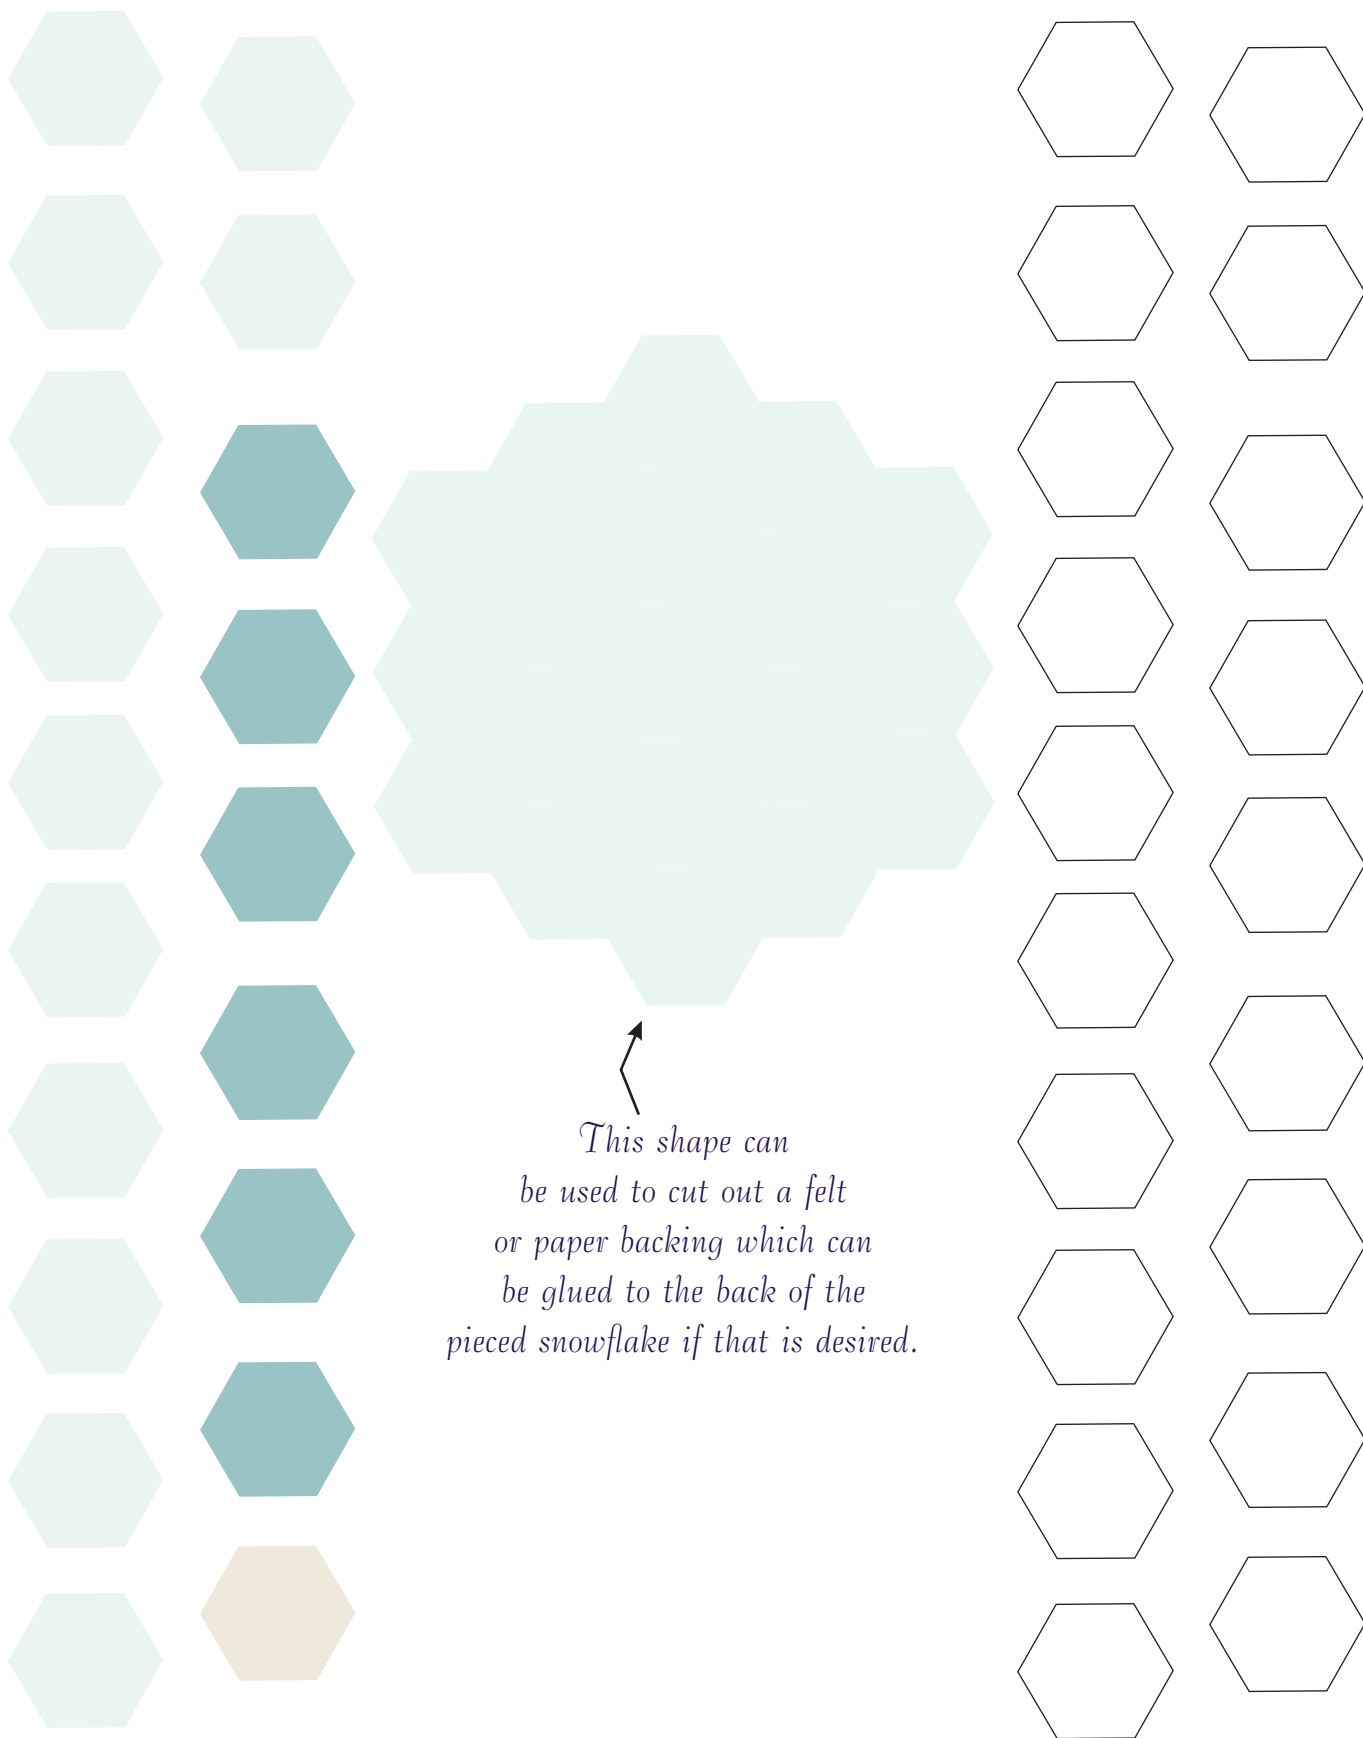 This shape can
be used to cut out a felt
or paper backing which can
be glued to the back of the
pieced snowflake if that is desired.